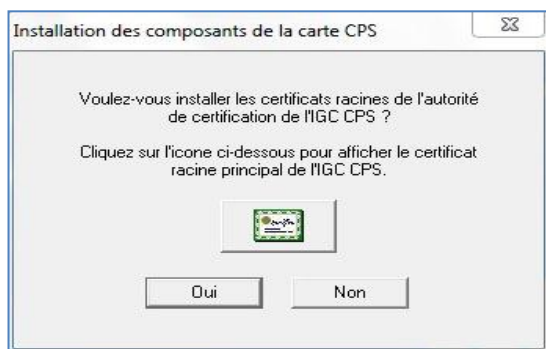 Installation des composants de la carte CPS
Voulez-vous installer les certificats racines de l'autorité
de certification de l'IGC CPS ?
Cliquez sur l'icone ci-dessous pour afficher le certificat
racine principal de l'IGC CPS.
Oui Non